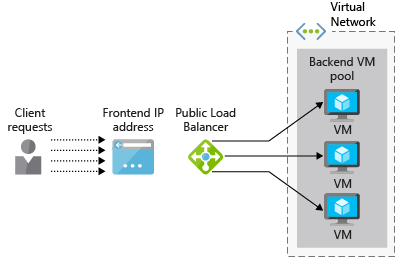 Virtual
Network
Backend VM
pool
Client
requests
Frontend IP
address
Public Load
Balancer
VM
VM
VM